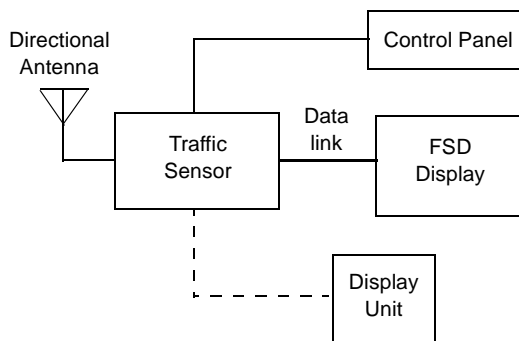 Directional
Antenna
Control Panel
Traffic
Sensor
Data
link
FSD
Display
Display
Unit